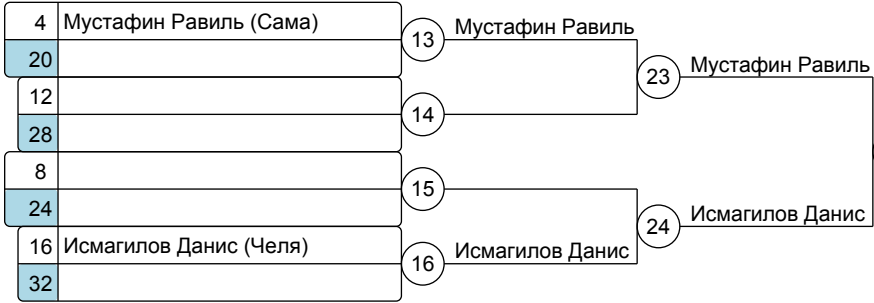 4 Мустафин Равиль (Сама)
20
13 Мустафин Равиль
12
28
14
23 Мустафин Равиль
8
24
15
16 Исмагилов Данис (Челя)
32
16 Исмагилов Данис
24 Исмагилов Данис